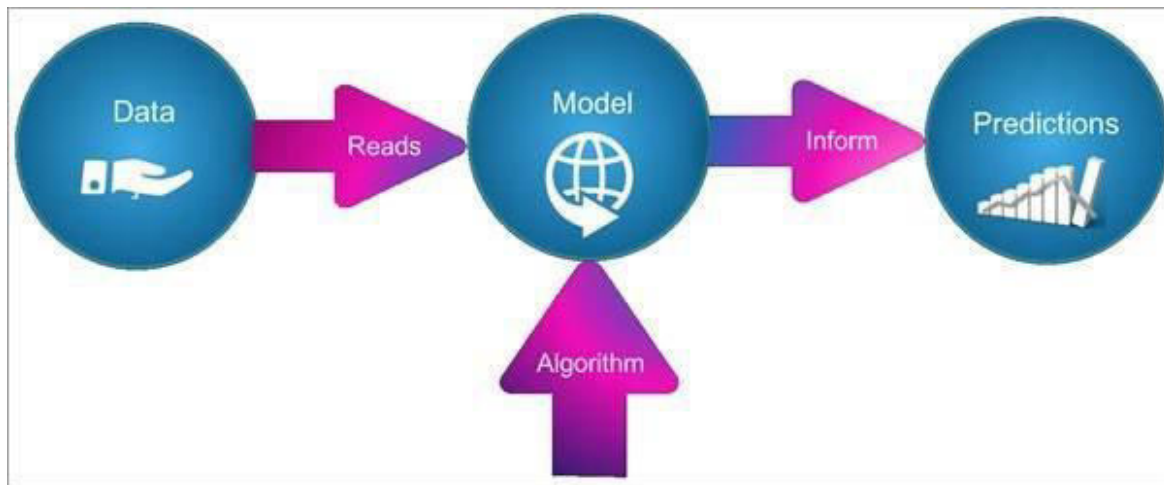 Data
Reads
Model
Inform
Predictions
Algorithm